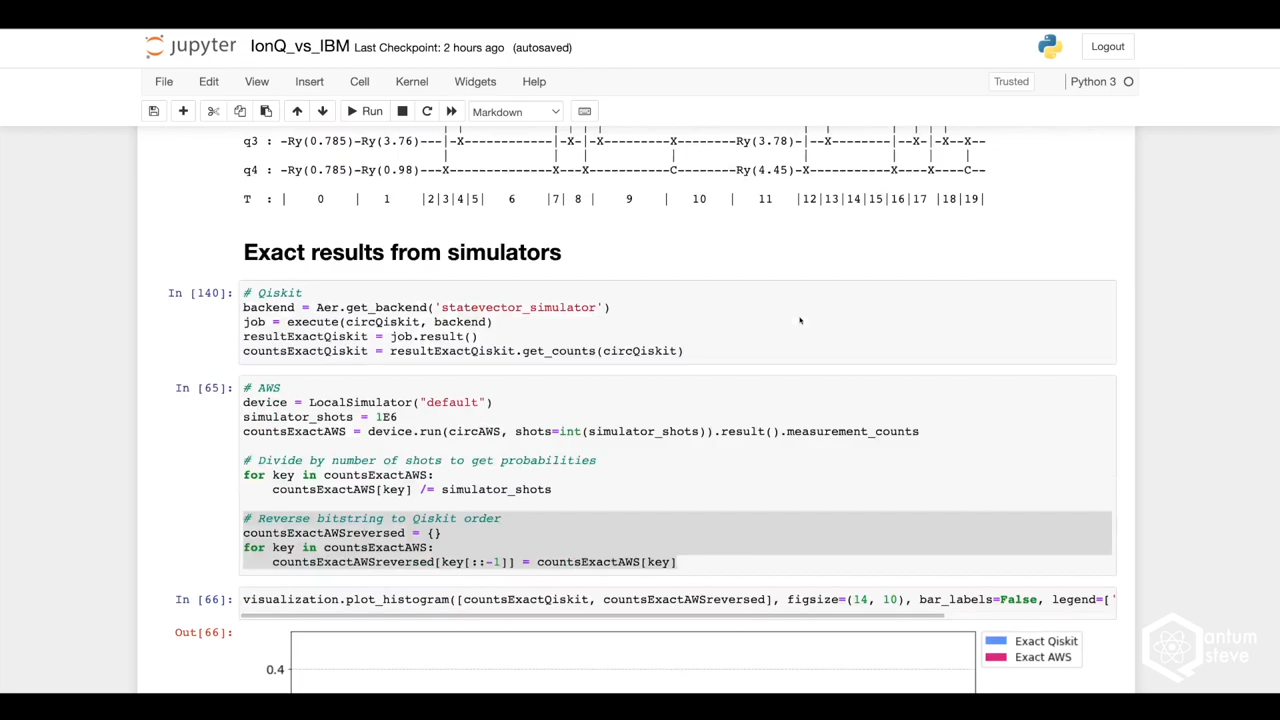 jupyter IonQ_vs_IBM Last Checkpoint: 2 hours ago (autosaved)
Logout
File Edit View Insert Cell Kernel Widgets Help
Trusted
Python 3
Run
Markdown
q3 : -Ry(0.785)-Ry(3.76)---|-X------------|-X-|-X---------X--------Ry(3.78)-|--X--------|--X-|-X--X--
q4 : -Ry(0.785)-Ry(0.98)---X--------------X---X-----------C--------Ry(4.45)-X-----------X----X----C--
T : | 0 | 1 |2|3|4|5| 6 |7| 8 | 9 | 10 | 11 |12|13|14|15|16|17 |18|19|
Exact results from simulators
In [140]:
# Qiskit
backend = Aer.get_backend('statevector_simulator')
job = execute(circQiskit, backend)
resultExactQiskit = job.result()
countsExactQiskit = resultExactQiskit.get_counts(circQiskit)
In [65]:
# AWS
device = LocalSimulator("default")
simulator_shots = 1E6
countsExactAWS = device.run(circAWS, shots=int(simulator_shots)).result().measurement_counts
# Divide by number of shots to get probabilities
for key in countsExactAWS:
    countsExactAWS[key] /= simulator_shots
# Reverse bitstring to Qiskit order
countsExactAWSreversed = {}
for key in countsExactAWS:
    countsExactAWSreversed[key[::-1]] = countsExactAWS[key]
In [66]:
visualization.plot_histogram([countsExactQiskit, countsExactAWSreversed], figsize=(14, 10), bar_labels=False, legend=['
Out[66]:
Exact Qiskit
Exact AWS
0.4
Qantum
steve